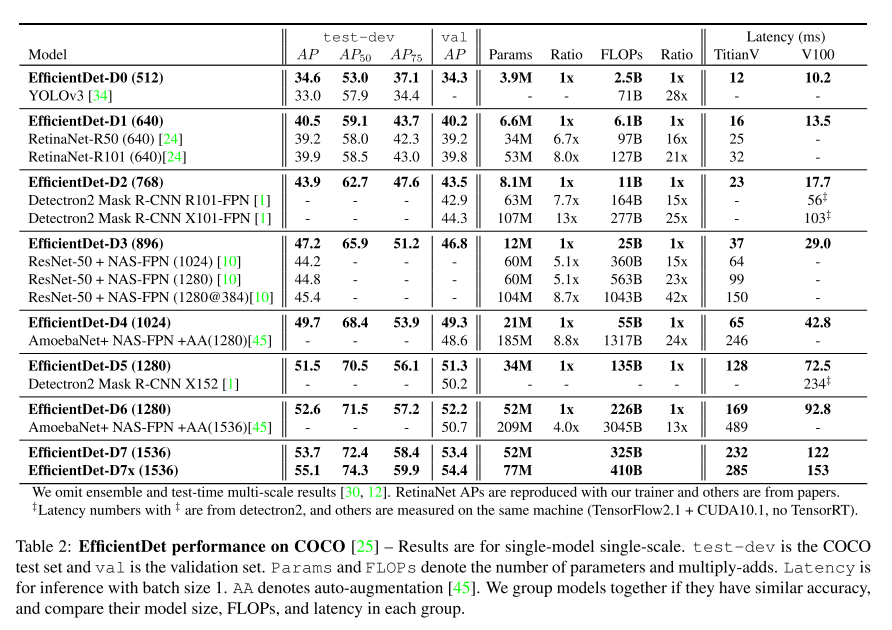 test-dev val Latency (ms)
Model AP AP50 AP75 AP Params Ratio FLOPs Ratio TitianV V100
EfficientDet-D0 (512) 34.6 53.0 37.1 34.3 3.9M 1x 2.5B 1x 12 10.2
YOLOv3 [34] 33.0 57.9 34.4 - - - 71B 28x - -
EfficientDet-D1 (640) 40.5 59.1 43.7 40.2 6.6M 1x 6.1B 1x 16 13.5
RetinaNet-R50 (640) [24] 39.2 58.0 42.3 39.2 34M 6.7x 97B 16x 25 -
RetinaNet-R101 (640)[24] 39.9 58.5 43.0 39.8 53M 8.0x 127B 21x 32 -
EfficientDet-D2 (768) 43.9 62.7 47.6 43.5 8.1M 1x 11B 1x 23 17.7
Detectron2 Mask R-CNN R101-FPN [1] - - - 42.9 63M 7.7x 164B 15x - 56‡
Detectron2 Mask R-CNN X101-FPN [1] - - - 44.3 107M 13x 277B 25x - 103‡
EfficientDet-D3 (896) 47.2 65.9 51.2 46.8 12M 1x 25B 1x 37 29.0
ResNet-50 + NAS-FPN (1024) [10] 44.2 - - - 60M 5.1x 360B 15x 64 -
ResNet-50 + NAS-FPN (1280) [10] 44.8 - - - 60M 5.1x 563B 23x 99 -
ResNet-50 + NAS-FPN (1280@384)[10] 45.4 - - - 104M 8.7x 1043B 42x 150 -
EfficientDet-D4 (1024) 49.7 68.4 53.9 49.3 21M 1x 55B 1x 65 42.8
AmoebaNet+ NAS-FPN +AA(1280)[45] - - - 48.6 185M 8.8x 1317B 24x 246 -
EfficientDet-D5 (1280) 51.5 70.5 56.1 51.3 34M 1x 135B 1x 128 72.5
Detectron2 Mask R-CNN X152 [1] - - - 50.2 - - - - - 234‡
EfficientDet-D6 (1280) 52.6 71.5 57.2 52.2 52M 1x 226B 1x 169 92.8
AmoebaNet+ NAS-FPN +AA(1536)[45] - - - 50.7 209M 4.0x 3045B 13x 489 -
EfficientDet-D7 (1536) 53.7 72.4 58.4 53.4 52M 325B 232 122
EfficientDet-D7x (1536) 55.1 74.3 59.9 54.4 77M 410B 285 153
We omit ensemble and test-time multi-scale results [30, 12]. RetinaNet APs are reproduced with our trainer and others are from papers.
‡Latency numbers with ‡ are from detectron2, and others are measured on the same machine (TensorFlow2.1 + CUDA10.1, no TensorRT).
Table 2: EfficientDet performance on COCO [25] – Results are for single-model single-scale. test-dev is the COCO
test set and val is the validation set. Params and FLOPs denote the number of parameters and multiply-adds. Latency is
for inference with batch size 1. AA denotes auto-augmentation [45]. We group models together if they have similar accuracy,
and compare their model size, FLOPs, and latency in each group.